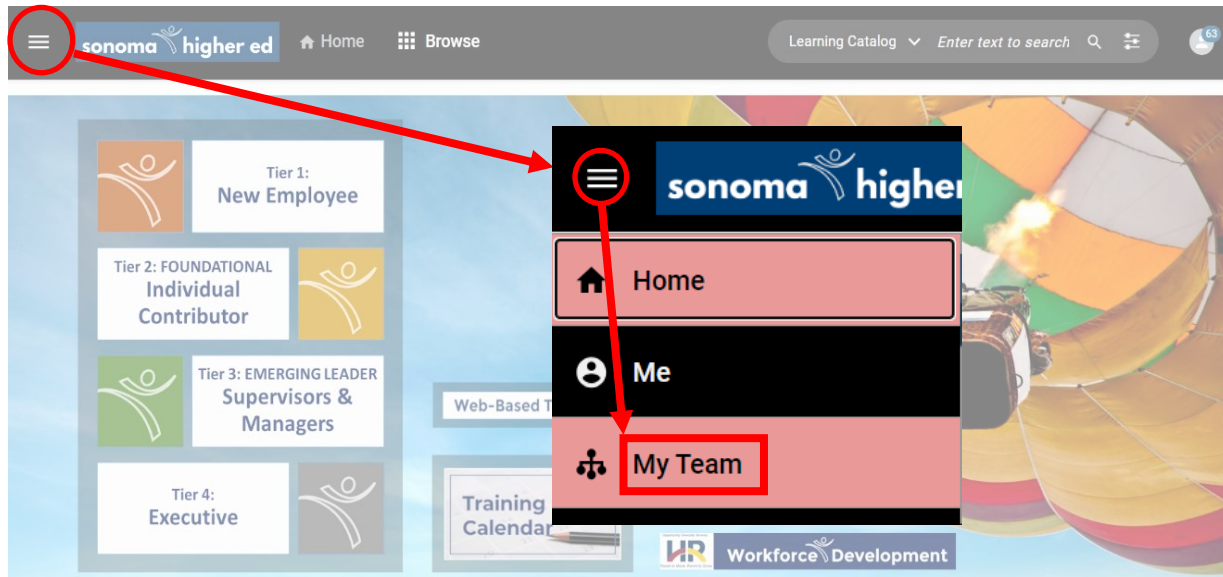 sonoma higher ed
Home
Browse
Learning Catalog
Enter text to search
63
Tier 1:
New Employee
Tier 2: FOUNDATIONAL
Individual
Contributor
Tier 3: EMERGING LEADER
Supervisors &
Managers
Tier 4:
Executive
Web-Based T
Training
Calendar
sonoma highe
Home
Me
My Team
HR
Workforce Development